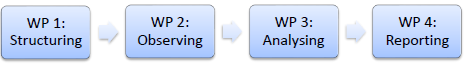 WP 1:
Structuring
WP 2:
Observing
WP 3:
Analysing
WP 4:
Reporting